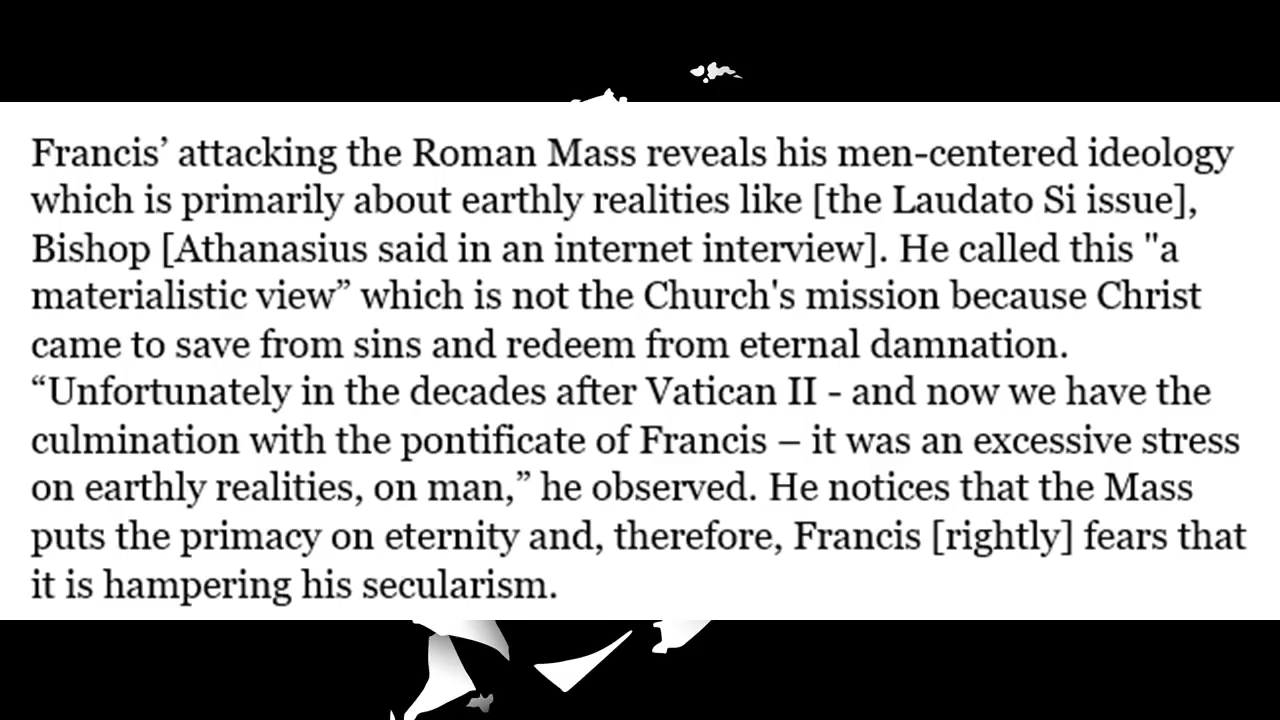 Francis’ attacking the Roman Mass reveals his men-centered ideology
which is primarily about earthly realities like [the Laudato Si issue],
Bishop [Athanasius said in an internet interview]. He called this "a
materialistic view” which is not the Church's mission because Christ
came to save from sins and redeem from eternal damnation.
“Unfortunately in the decades after Vatican II - and now we have the
culmination with the pontificate of Francis – it was an excessive stress
on earthly realities, on man,” he observed. He notices that the Mass
puts the primacy on eternity and, therefore, Francis [rightly] fears that
it is hampering his secularism.